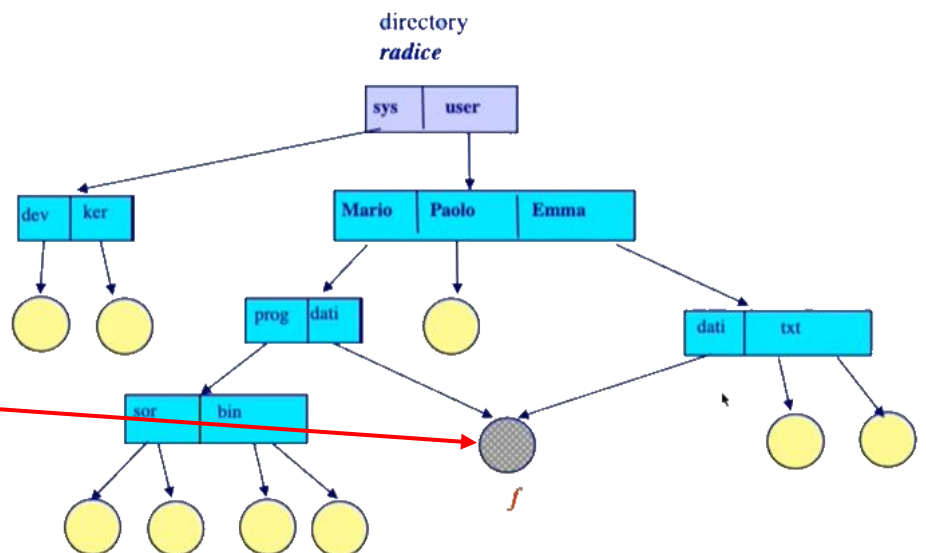 directory
radice
sys user
dev ker
Mario Paolo Emma
prog dati
dati txt
sor bin
f